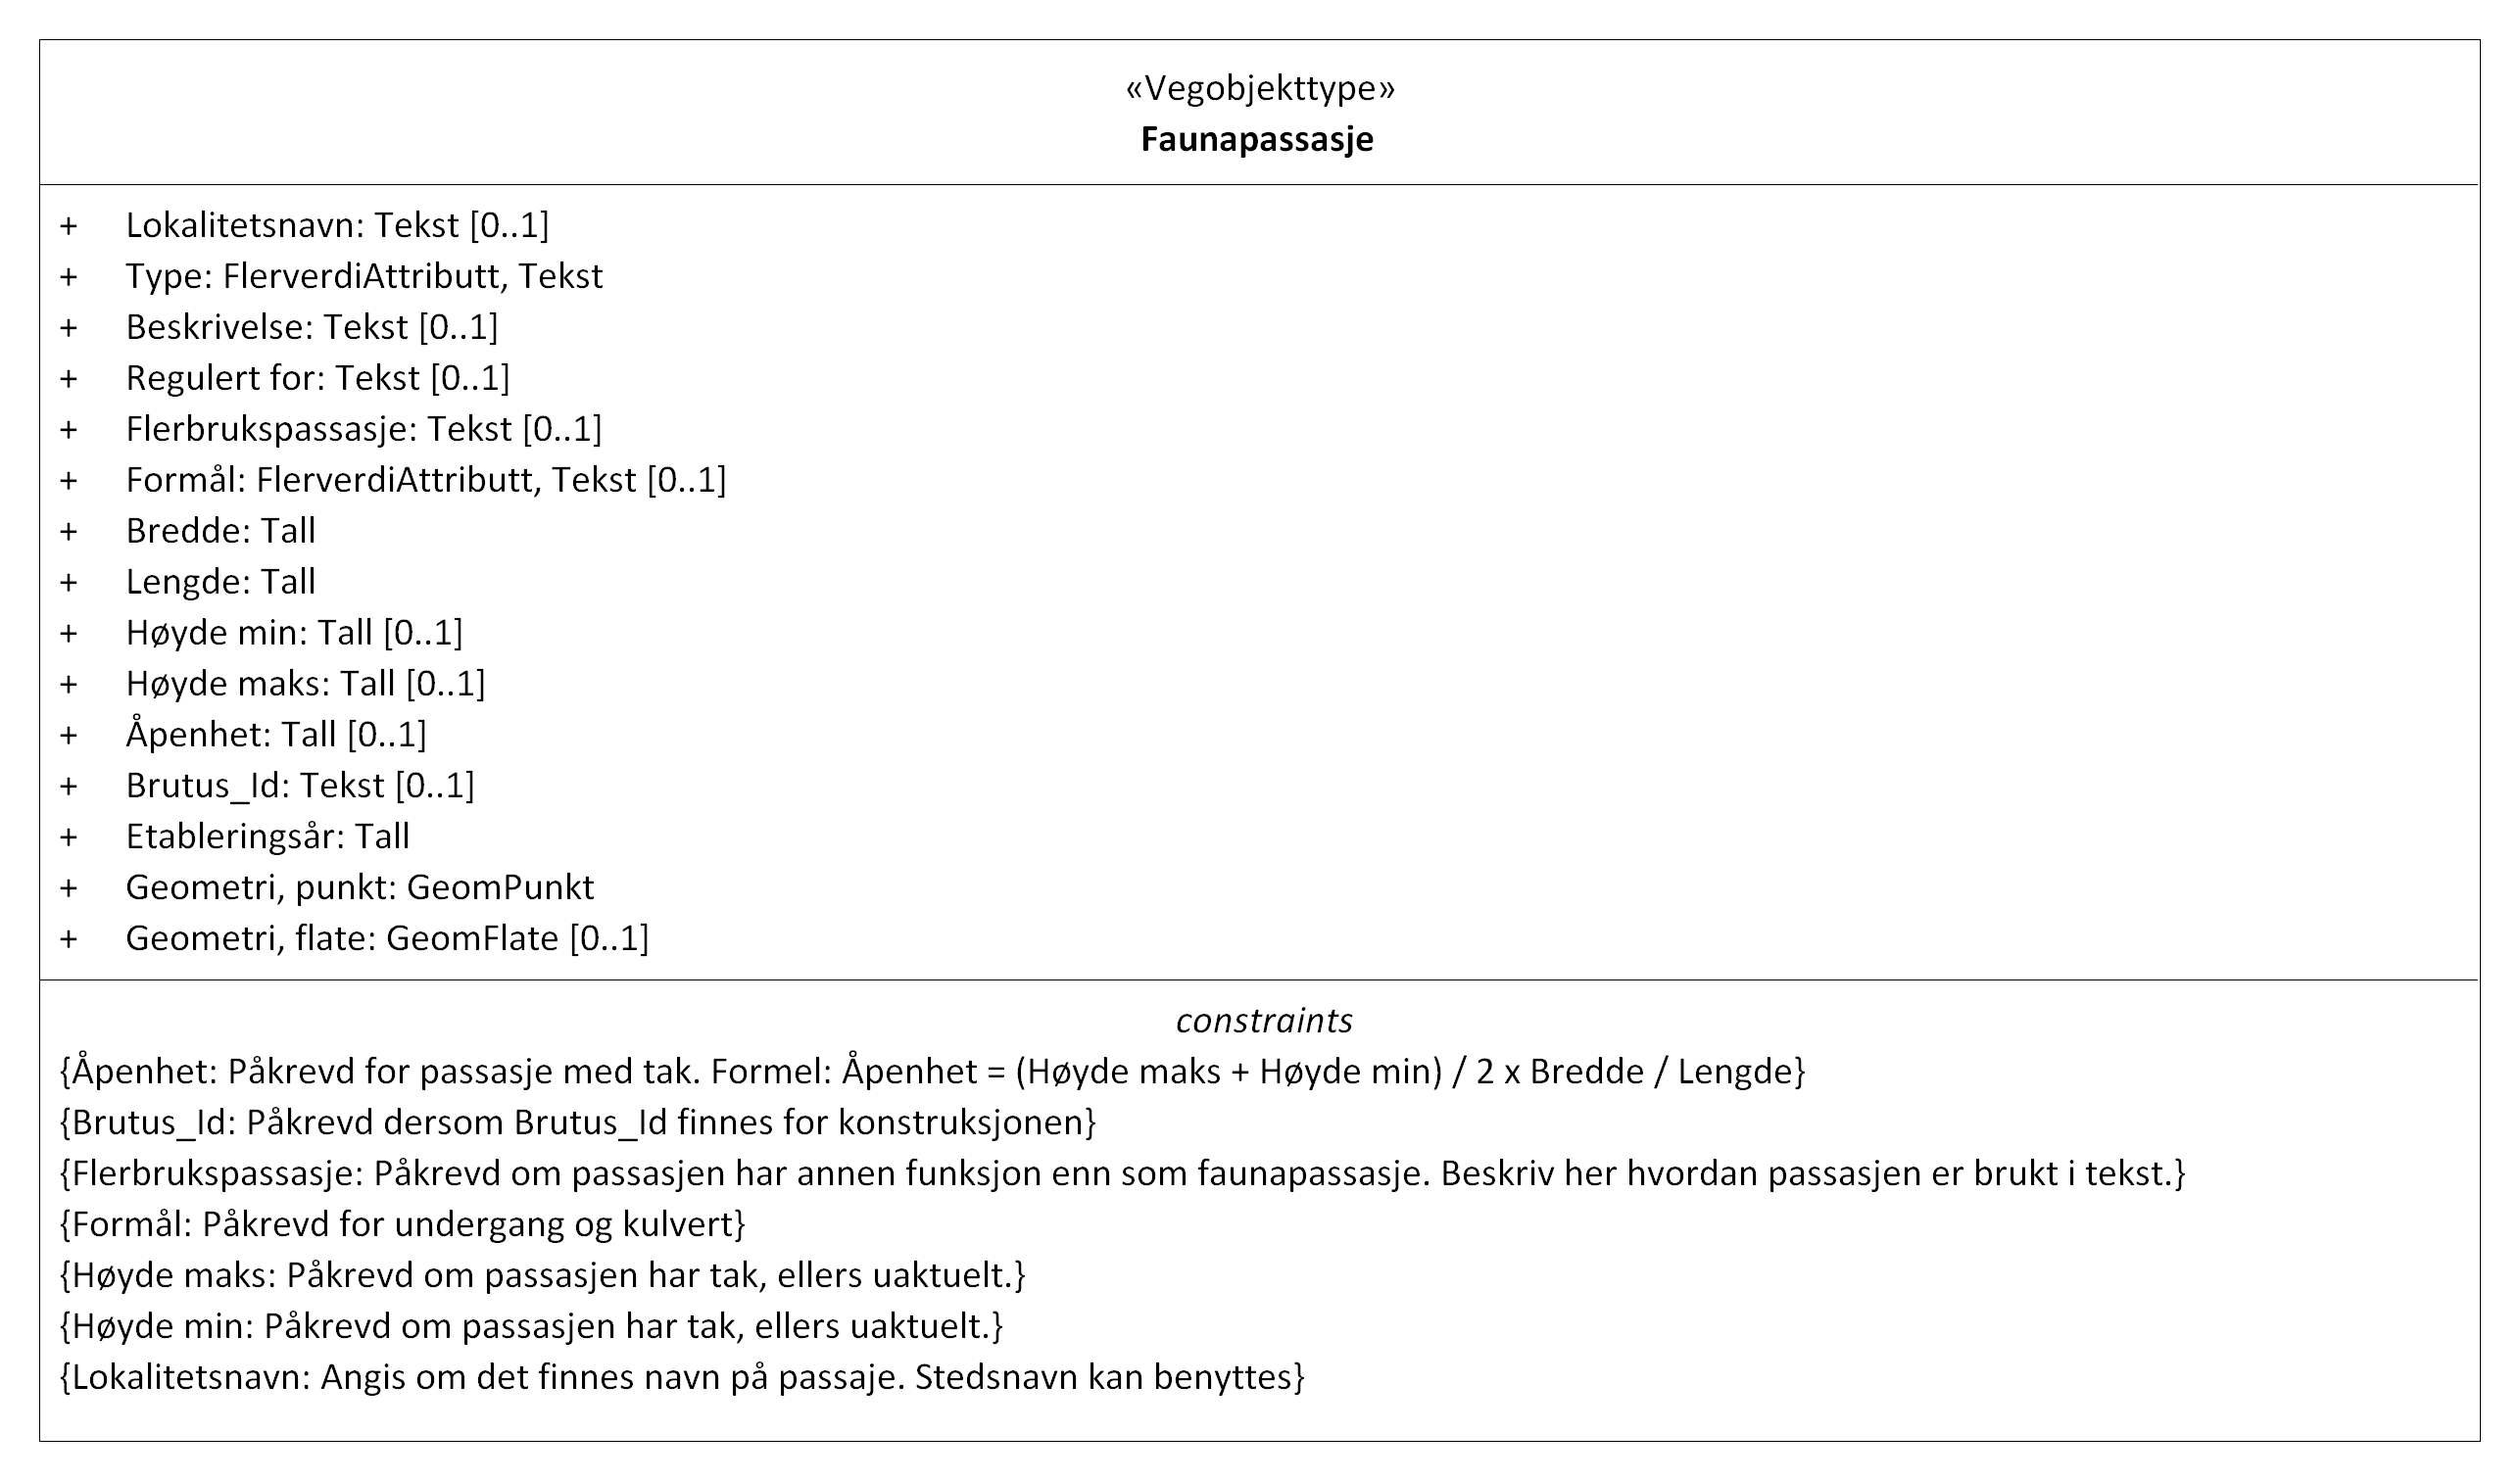 «Vegobjekttype»
Faunapassasje
+ Lokalitetsnavn: Tekst [0..1]
+ Type: FlerverdiAttributt, Tekst
+ Beskrivelse: Tekst [0..1]
+ Regulert for: Tekst [0..1]
+ Flerbrukspassasje: Tekst [0..1]
+ Formål: FlerverdiAttributt, Tekst [0..1]
+ Bredde: Tall
+ Lengde: Tall
+ Høyde min: Tall [0..1]
+ Høyde maks: Tall [0..1]
+ Åpenhet: Tall [0..1]
+ Brutus_Id: Tekst [0..1]
+ Etableringsår: Tall
+ Geometri, punkt: GeomPunkt
+ Geometri, flate: GeomFlate [0..1]
constraints
{Åpenhet: Påkrevd for passasje med tak. Formel: Åpenhet = (Høyde maks + Høyde min) / 2 x Bredde / Lengde}
{Brutus_Id: Påkrevd dersom Brutus_Id finnes for konstruksjonen}
{Flerbrukspassasje: Påkrevd om passasjen har annen funksjon enn som faunapassasje. Beskriv her hvordan passasjen er brukt i tekst.}
{Formål: Påkrevd for undergang og kulvert}
{Høyde maks: Påkrevd om passasjen har tak, ellers uaktuelt.}
{Høyde min: Påkrevd om passasjen har tak, ellers uaktuelt.}
{Lokalitetsnavn: Angis om det finnes navn på passaje. Stedsnavn kan benyttes}